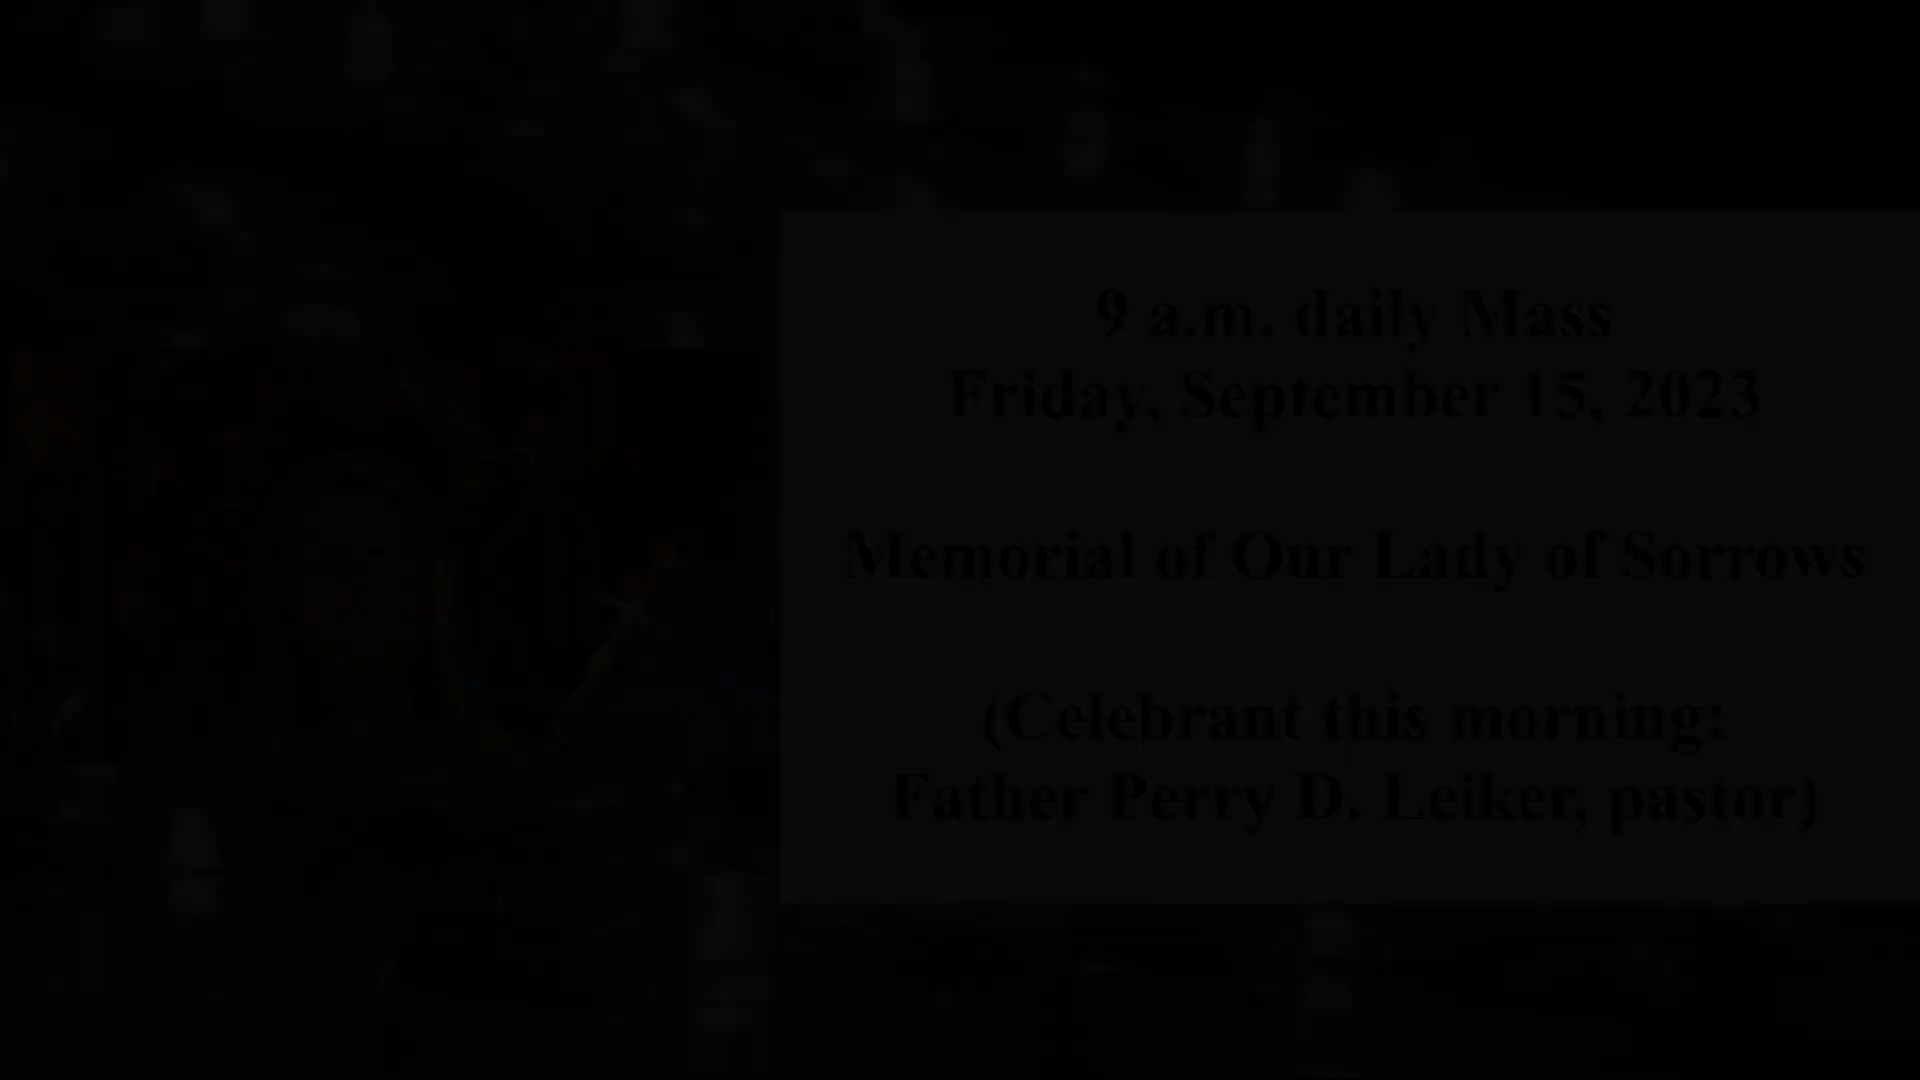 9 a.m. daily Mass
Friday, September 15, 2023
Memorial of Our Lady of Sorrows
(Celebrant this morning:
Father Perry D. Leiker, pastor)